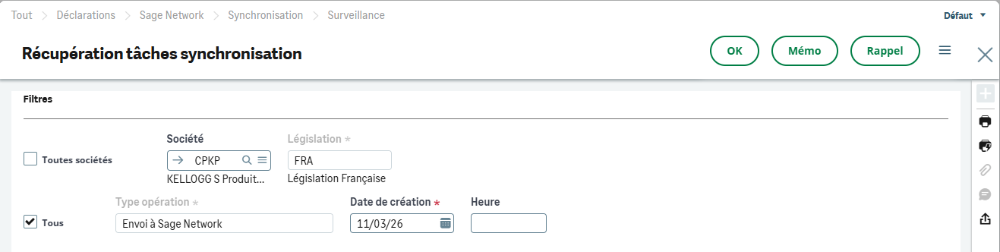 Tout > Déclarations > Sage Network > Synchronisation > Surveillance
Défaut
Récupération tâches synchronisation
OK Mémo Rappel
Filtres
Société Législation *
Toutes sociétés CPKP FRA
KELLOGG S Produit... Législation Française
Type opération * Date de création * Heure
Tous Envoi à Sage Network 11/03/26